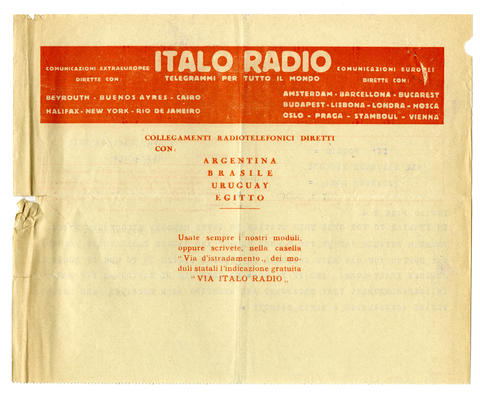 ITALO RADIO
TELEGRAMMI PER TUTTO IL MONDO
COMUNICAZIONI EXTRAEUROPEE
DIRETTE CON:
BEYROUTH - BUENOS AYRES - CAIRO
HALIFAX - NEW YORK - RIO DE JANEIRO
COMUNICAZIONI EUROPEE
DIRETTE CON:
AMSTERDAM - BARCELLONA - BUCAREST
BUDAPEST - LISBONA - LONDRA - MOSCA
OSLO - PRAGA - STAMBOUL - VIENNA
COLLEGAMENTI RADIOTELEFONICI DIRETTI
CON:
ARGENTINA
BRASILE
URUGUAY
EGITTO
Usate sempre i nostri moduli,
oppure scrivete, nella casella
"Via d'istradamento„ dei mo-
duli statali l'indicazione gratuita
"VIA ITALO RADIO„